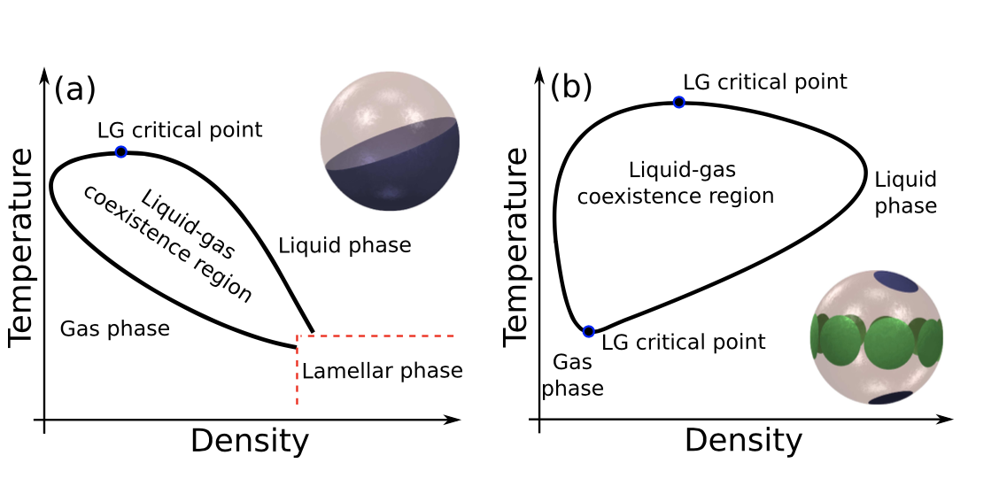 (a)
LG critical point
Liquid-gas
coexistence region
Liquid phase
Gas phase
Lamellar phase
Temperature
Density
(b)
LG critical point
Liquid-gas
coexistence region
Liquid
phase
LG critical point
Gas
phase
Temperature
Density